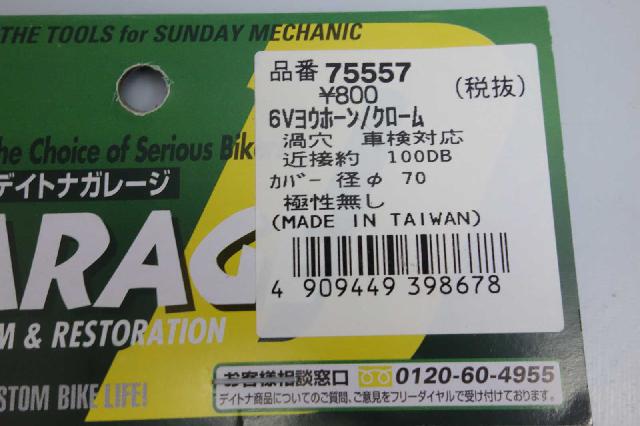 THE TOOLS for SUNDAY MECHANIC
品番 75557
¥800 (税抜)
6Vヨウホーン/クローム
渦穴 車検対応
近接約 100DB
ｶﾊﾞｰ 径φ 70
極性無し
(MADE IN TAIWAN)
4 909449 398678
he Choice of Serious Bik
デイトナガレージ
ARAG
M & RESTORATION
STOM BIKE LIFE!
お客様相談窓口 0120-60-4955
デイトナ商品についてのご質問、ご意見をフリーダイヤルで受け付けております。